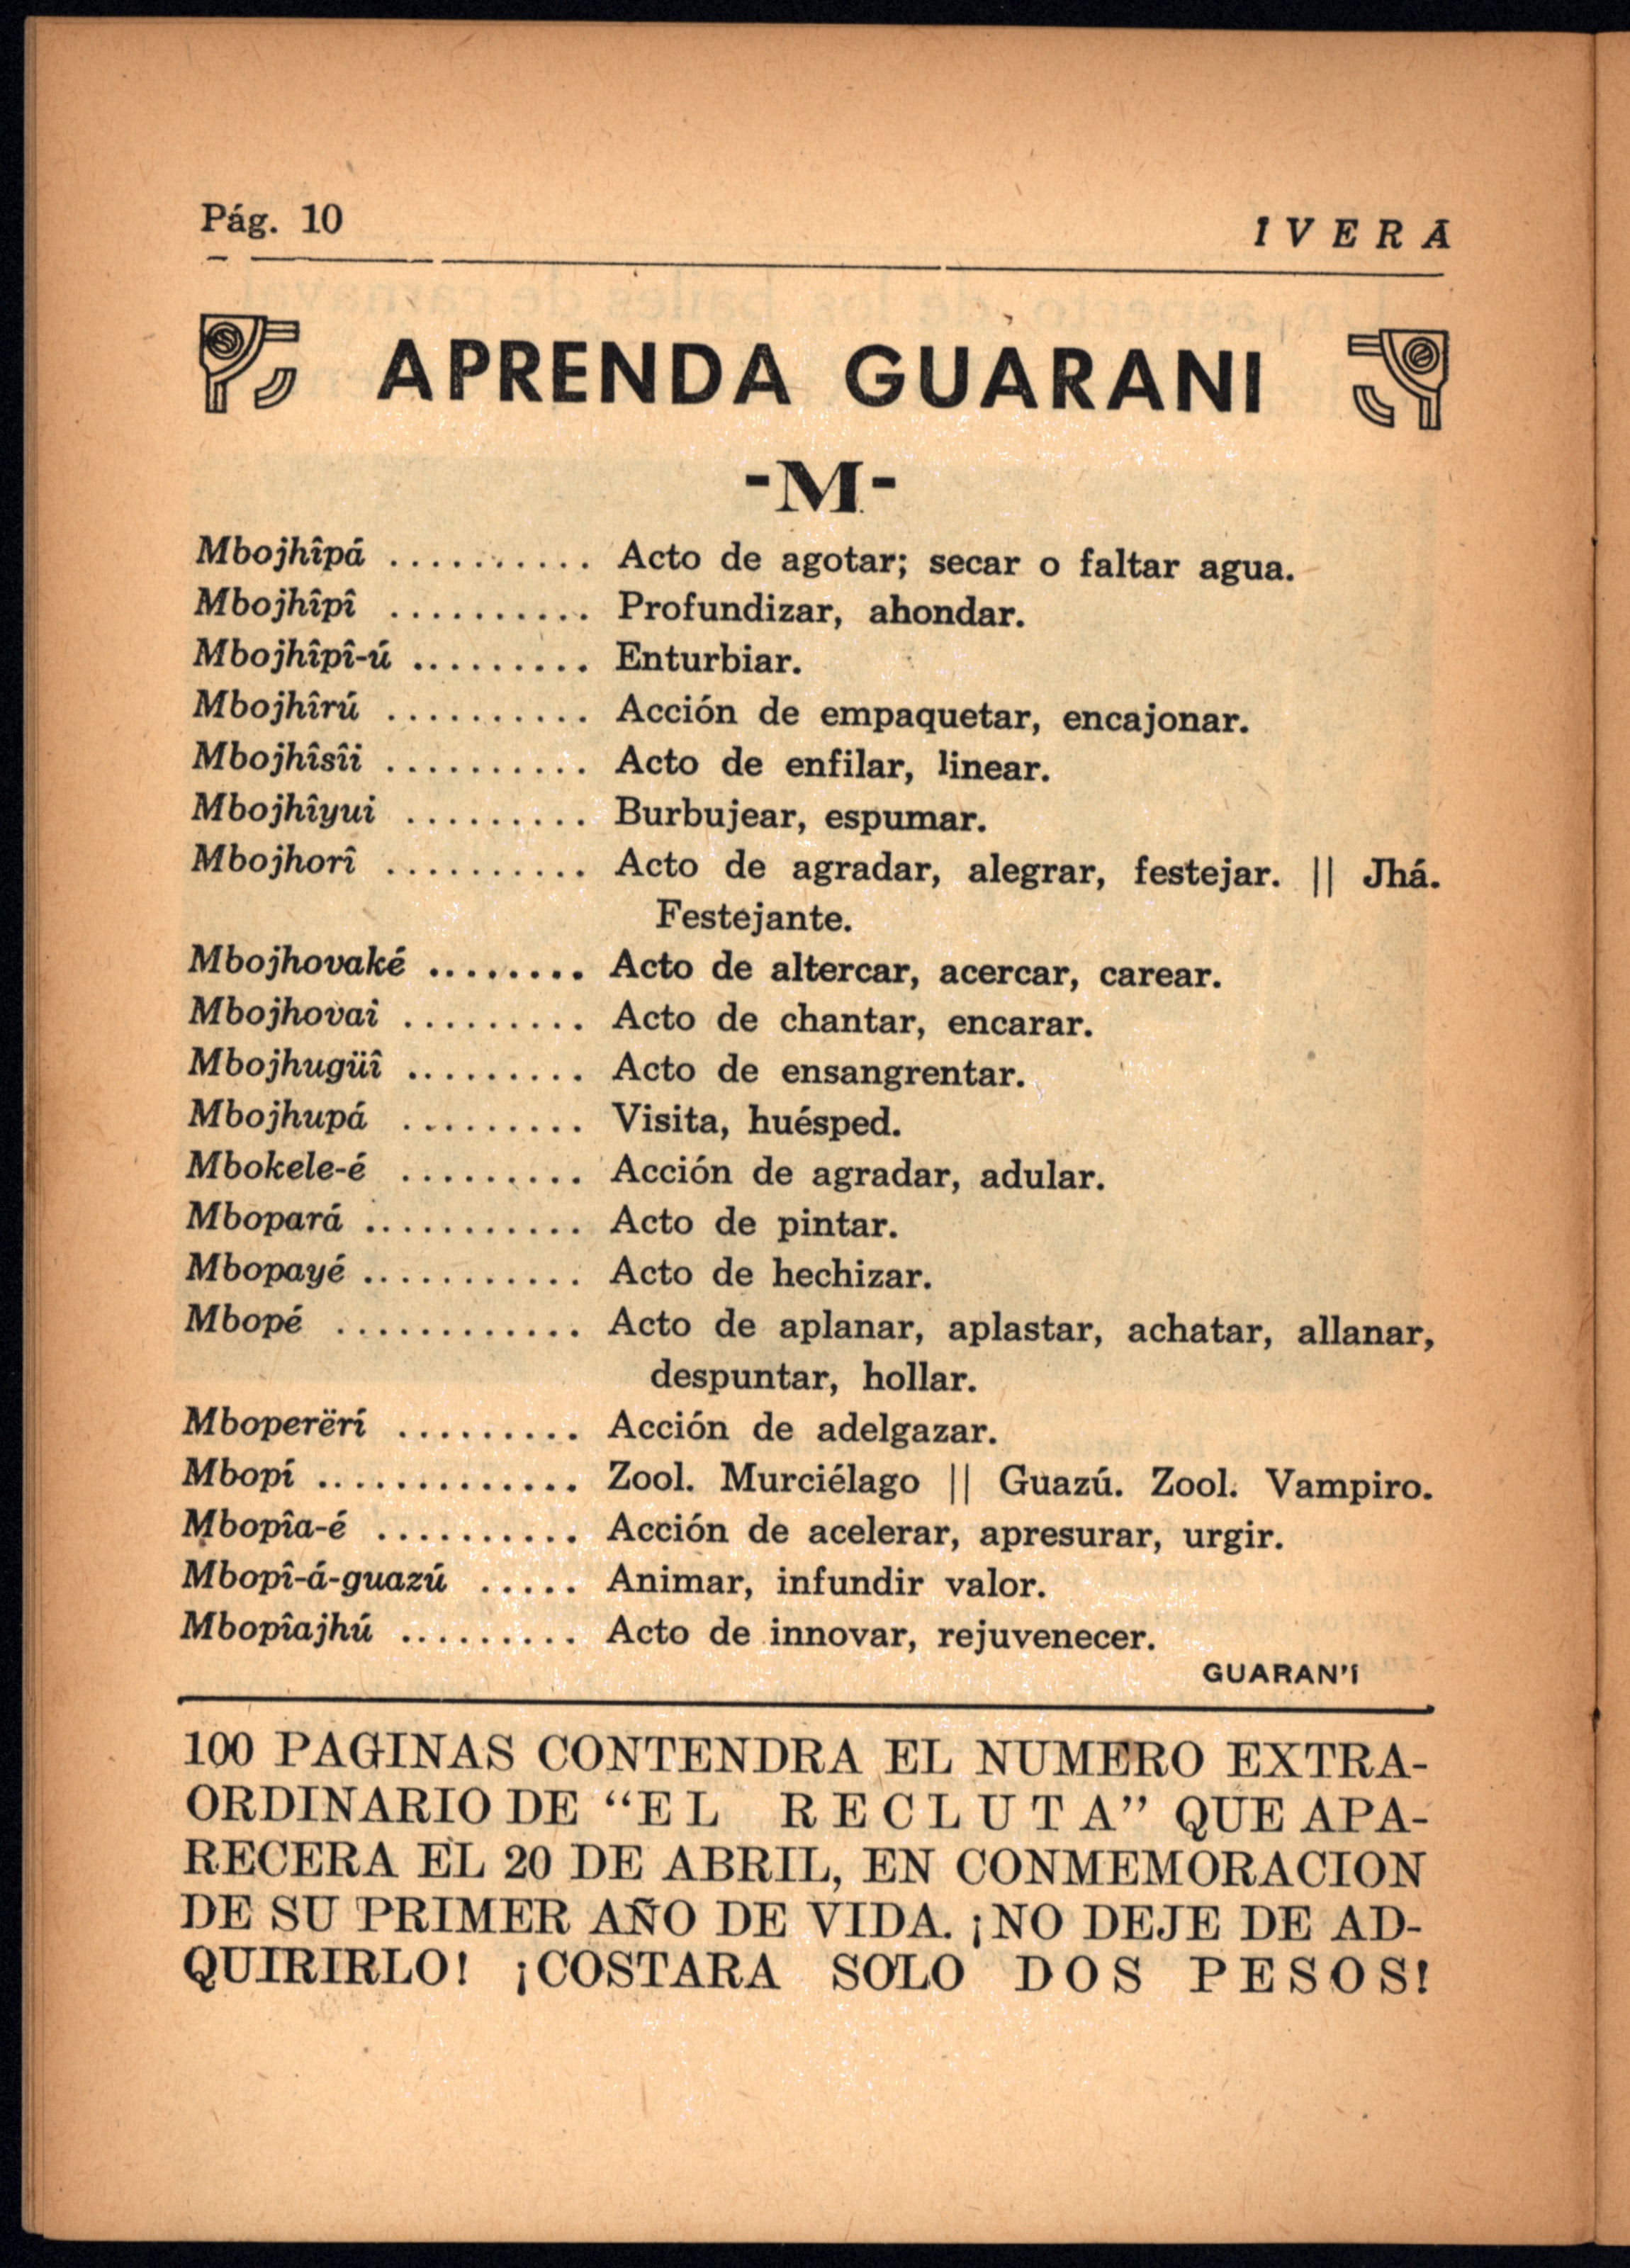 Pág. 10
IVERA
APRENDA GUARANI
-M-
Mbojhîpá .......... Acto de agotar; secar o faltar agua.
Mbojhîpî .......... Profundizar, ahondar.
Mbojhîpî-ú ......... Enturbiar.
Mbojhîrú .......... Acción de empaquetar, encajonar.
Mbojhîsîi .......... Acto de enfilar, linear.
Mbojhîyui ......... Burbujear, espumar.
Mbojhorî .......... Acto de agradar, alegrar, festejar. || Jhá.
Festejante.
Mbojhovaké ........ Acto de altercar, acercar, carear.
Mbojhovai ......... Acto de chantar, encarar.
Mbojhugüî ......... Acto de ensangrentar.
Mbojhupá ......... Visita, huésped.
Mbokele-é ......... Acción de agradar, adular.
Mbopará ........... Acto de pintar.
Mbopayé ........... Acto de hechizar.
Mbopé ............ Acto de aplanar, aplastar, achatar, allanar,
despuntar, hollar.
Mboperërí ......... Acción de adelgazar.
Mbopí ............. Zool. Murciélago || Guazú. Zool. Vampiro.
Mbopîa-é .......... Acción de acelerar, apresurar, urgir.
Mbopî-á-guazú ..... Animar, infundir valor.
Mbopîajhú ......... Acto de innovar, rejuvenecer.
GUARAN'I
100 PAGINAS CONTENDRA EL NUMERO EXTRA-
ORDINARIO DE “EL RECLUTA” QUE APA-
RECERA EL 20 DE ABRIL, EN CONMEMORACION
DE SU PRIMER AÑO DE VIDA. ¡NO DEJE DE AD-
QUIRIRLO! ¡COSTARA SOLO DOS PESOS!